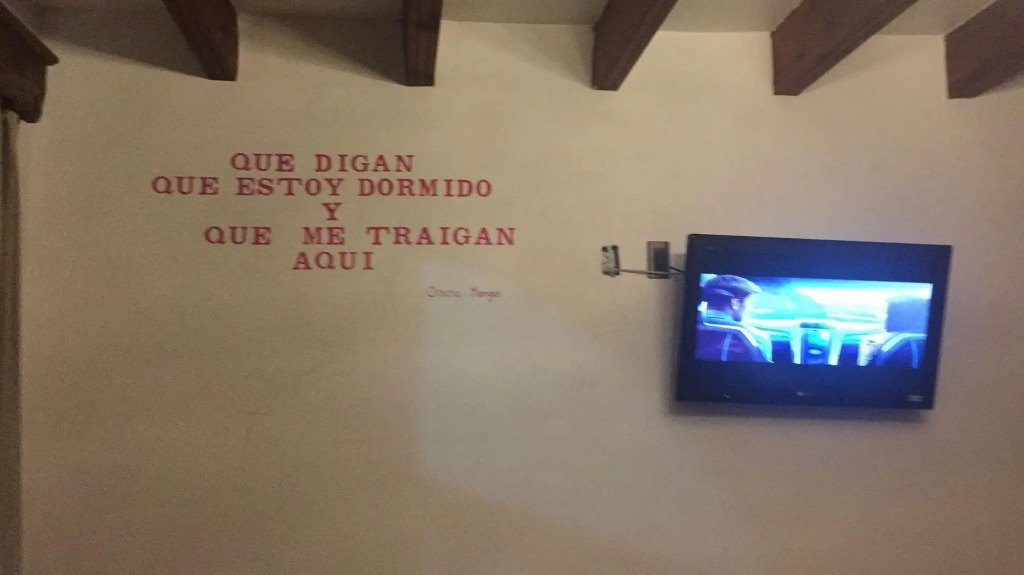 QUE DIGAN
QUE ESTOY DORMIDO
Y
QUE ME TRAIGAN
AQUI